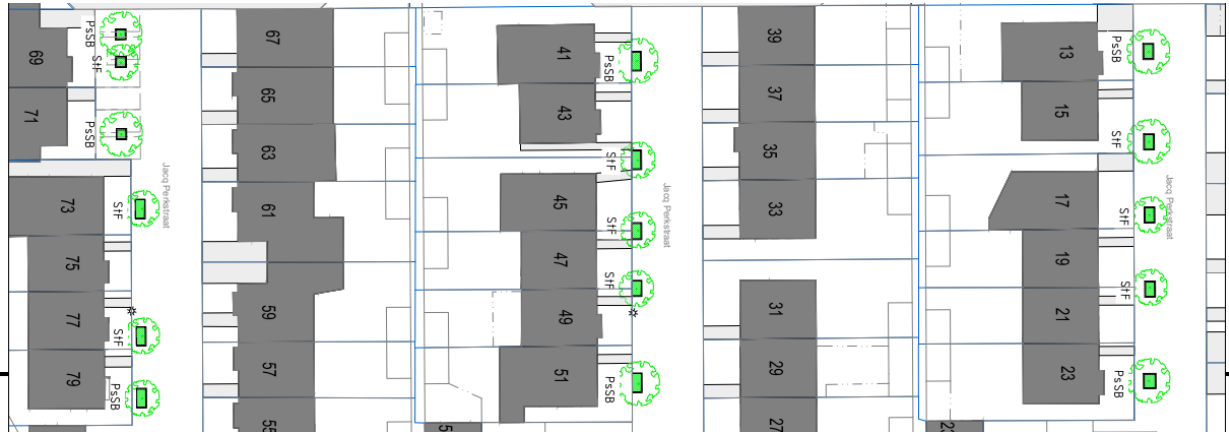 69
71
PsSB
StF
PsSB
73
75
77
79
StF
StF
PsSB
Jacq Perkstraat
67
65
63
61
59
57
55
41
43
45
47
49
51
PsSB
StF
StF
StF
PsSB
Jacq Perkstraat
39
37
35
33
31
29
27
13
15
17
19
21
23
PsSB
StF
StF
StF
PsSB
Jacq Perkstraat